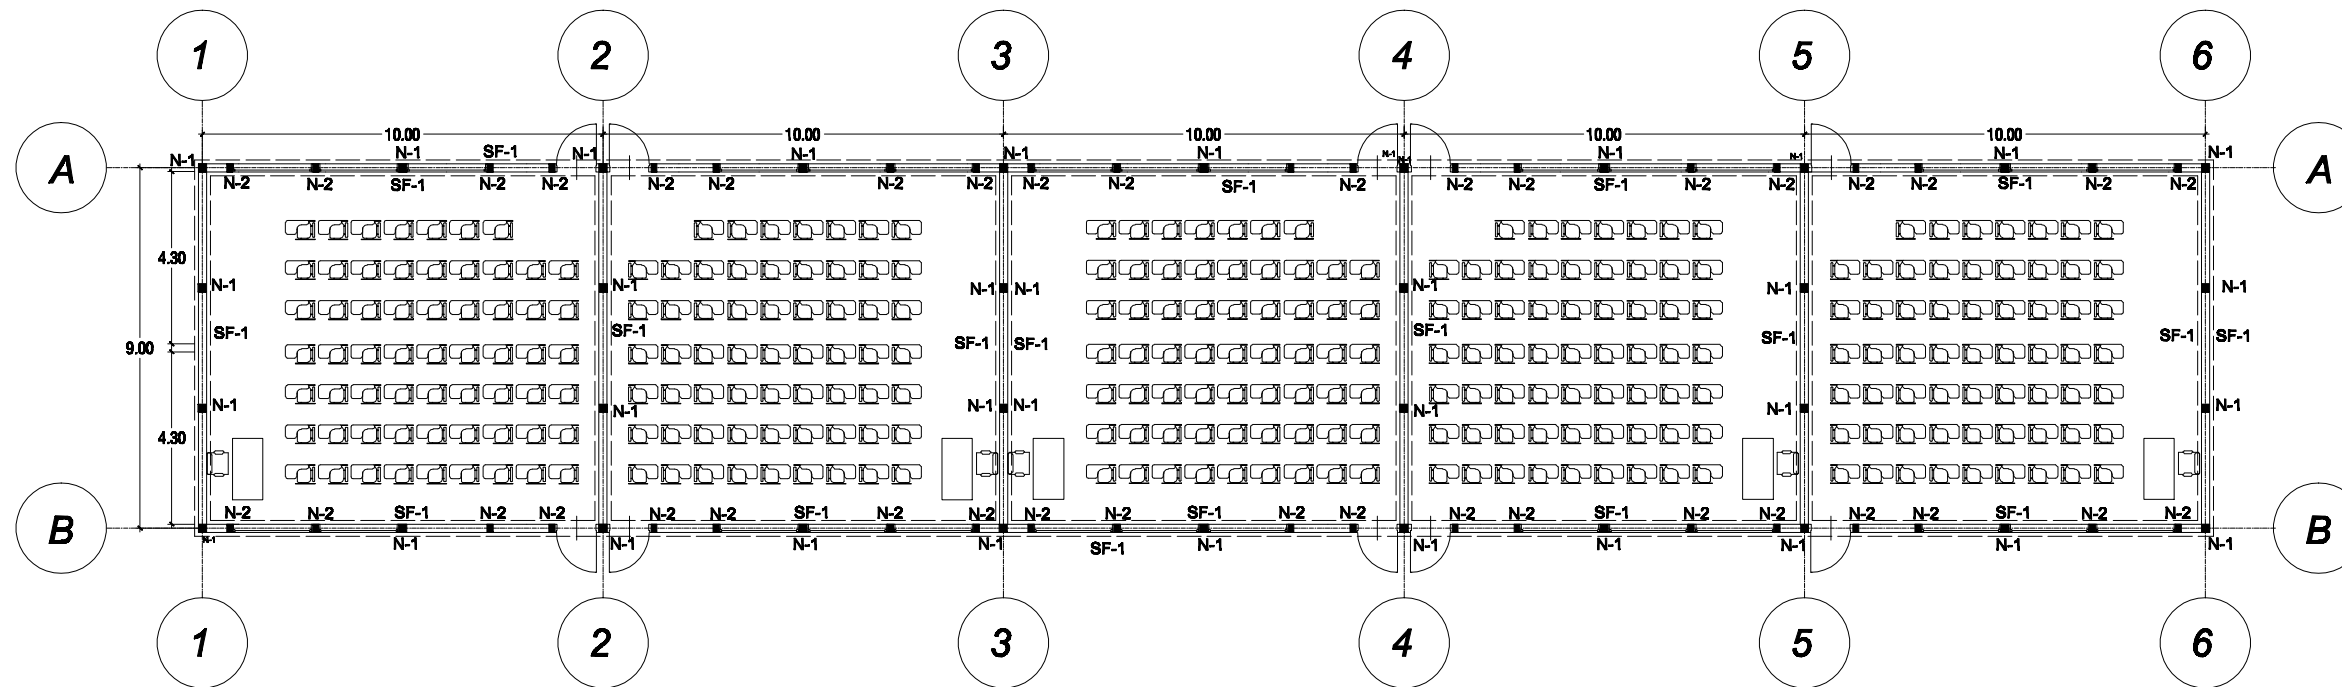 1 2 3 4 5 6
10.00 10.00 10.00 10.00 10.00
N-1 N-1 SF-1 N-1 N-1 N-1 N-1 N-1 N-1 N-1 N-1 N-1 N-1
A A
N-2 N-2 SF-1 N-2 N-2 N-2 N-2 N-2 N-2 N-2 N-2 SF-1 N-2 N-2 N-2 SF-1 N-2 N-2 N-2 N-2 SF-1 N-2 N-2
4.30
N-1 N-1 N-1 N-1 N-1 N-1 N-1 N-1
SF-1 SF-1 SF-1 SF-1 SF-1 SF-1 SF-1 SF-1
9.00
N-1 N-1 N-1 N-1 N-1 N-1 N-1
4.30
N-2 N-2 SF-1 N-2 N-2 N-2 N-2 SF-1 N-2 N-2 N-2 N-2 SF-1 N-2 N-2 N-2 N-2 SF-1 N-2 N-2 N-2 N-2 SF-1 N-2 N-2
B B
N-1 N-1 N-1 N-1 N-1 SF-1 N-1 N-1 N-1 N-1 N-1 N-1
1 2 3 4 5 6